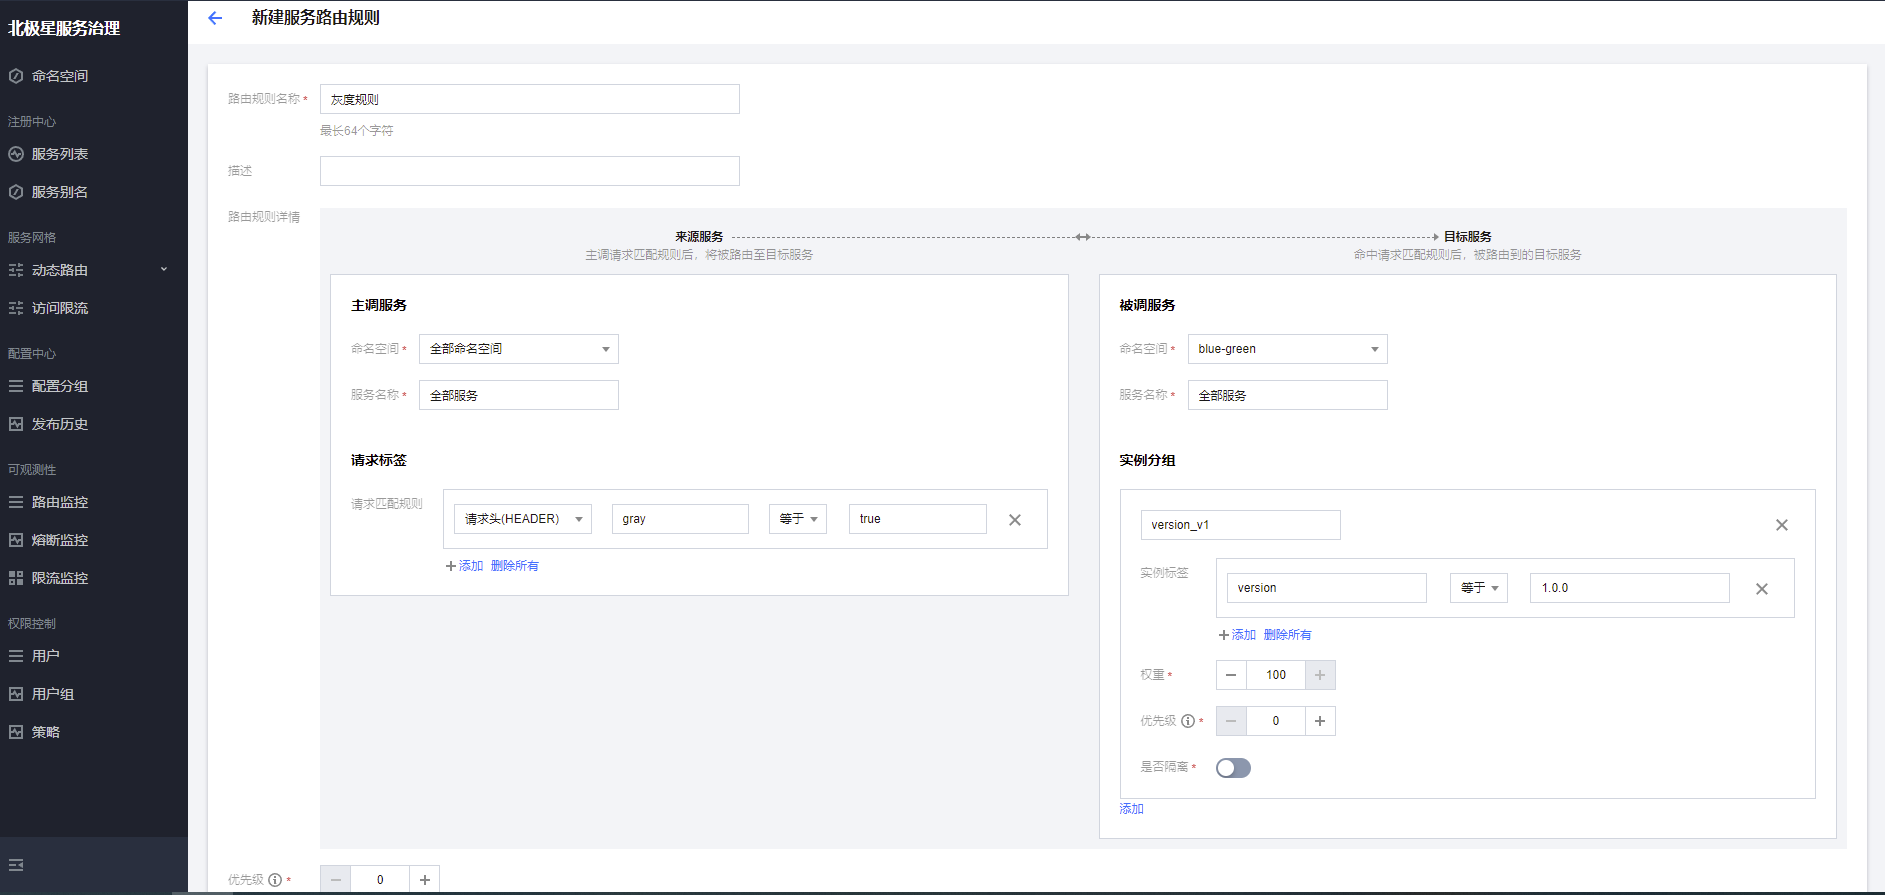 北极星服务治理
命名空间
注册中心
服务列表
服务别名
服务网格
动态路由
访问限流
配置中心
配置分组
发布历史
可观测性
路由监控
熔断监控
限流监控
权限控制
用户
用户组
策略
新建服务路由规则
路由规则名称 * 灰度规则
最长64个字符
描述
路由规则详情
来源服务
主调请求匹配规则后，将被路由至目标服务
目标服务
命中请求匹配规则后，被路由到的目标服务
主调服务
命名空间 * 全部命名空间
服务名称 * 全部服务
请求标签
请求匹配规则 请求头(HEADER) gray 等于 true
添加 删除所有
被调服务
命名空间 * blue-green
服务名称 * 全部服务
实例分组
version_v1
实例标签 version 等于 1.0.0
添加 删除所有
权重 * 100
优先级 * 0
是否隔离 *
添加
优先级 * 0